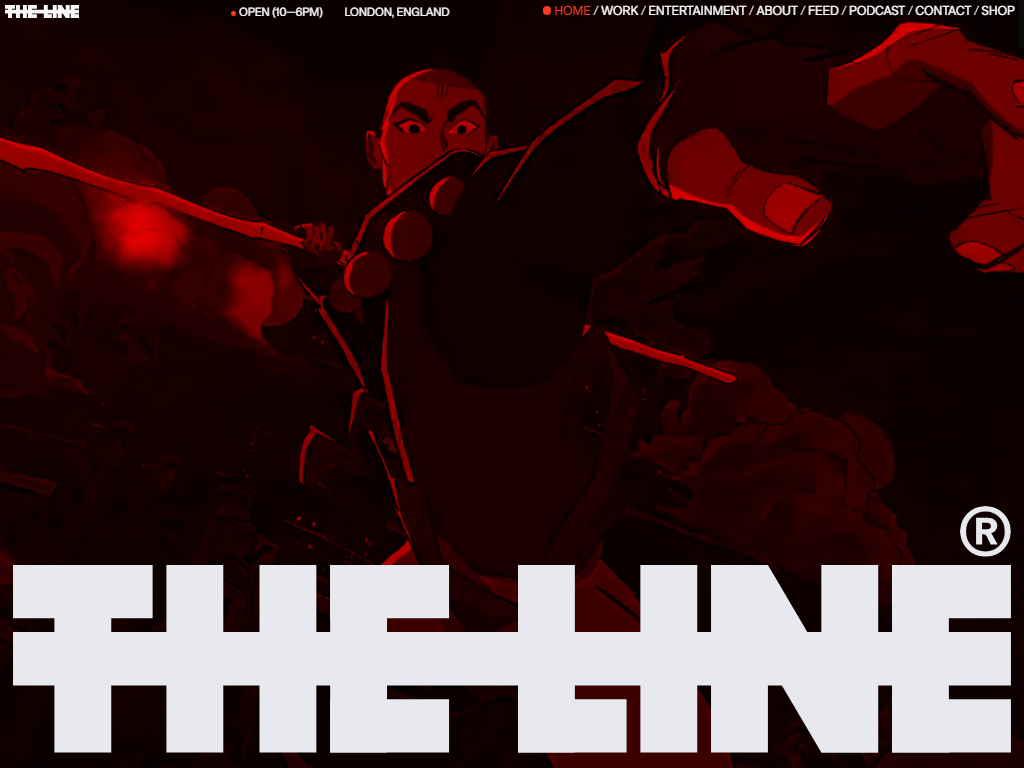 THE LINE
OPEN (10—6PM) LONDON, ENGLAND
HOME / WORK / ENTERTAINMENT / ABOUT / FEED / PODCAST / CONTACT / SHOP
®
THE LINE